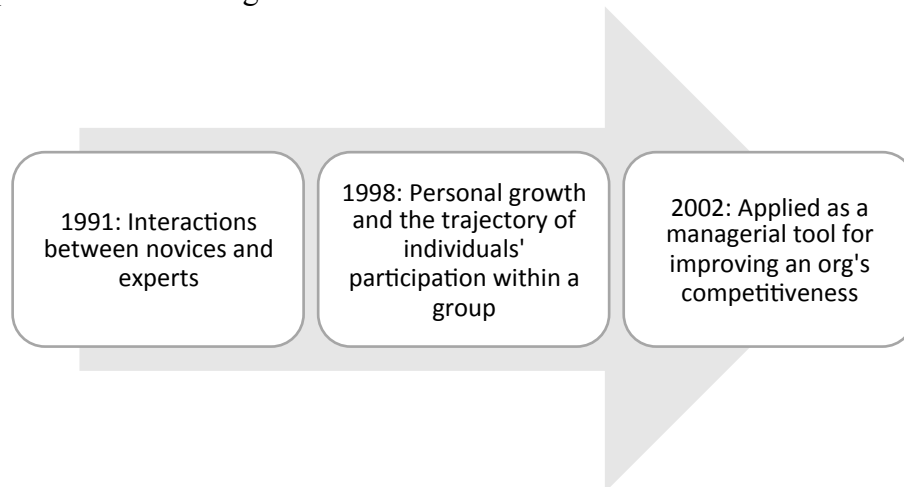 1991: Interactions
between novices and
experts
1998: Personal growth
and the trajectory of
individuals'
participation within a
group
2002: Applied as a
managerial tool for
improving an org's
competitiveness